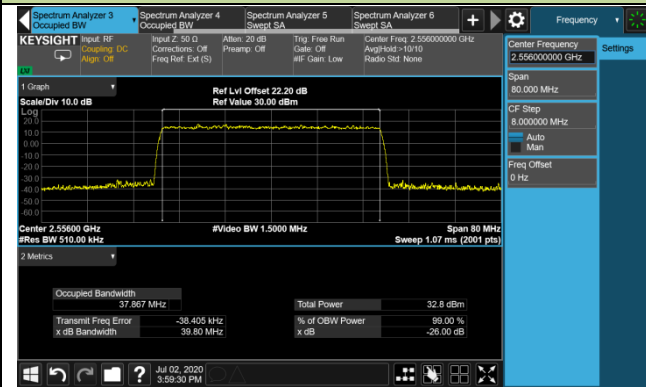 Spectrum Analyzer 3
Occupied BW
Spectrum Analyzer 4
Occupied BW
Spectrum Analyzer 5
Swept SA
Spectrum Analyzer 6
Swept SA
Frequency
KEYSIGHT
Input: RF
Coupling: DC
Align: Off
Input Z: 50 Ω
Corrections: Off
Freq Ref: Ext (S)
Atten: 20 dB
Preamp: Off
Trig: Free Run
Gate: Off
#IF Gain: Low
Center Freq: 2.556000000 GHz
Avg|Hold:>10/10
Radio Std: None
LV
Center Frequency
2.556000000 GHz
Settings
Span
80.000 MHz
CF Step
8.000000 MHz
Auto
Man
Freq Offset
0 Hz
1 Graph
Scale/Div 10.0 dB
Ref Lvl Offset 22.20 dB
Ref Value 30.00 dBm
Log
20.0
10.0
0.00
-10.0
-20.0
-30.0
-40.0
-50.0
-60.0
Center 2.55600 GHz
#Res BW 510.00 kHz
#Video BW 1.5000 MHz
Span 80 MHz
Sweep 1.07 ms (2001 pts)
2 Metrics
Occupied Bandwidth
37.867 MHz
Total Power 32.8 dBm
Transmit Freq Error -38.405 kHz
% of OBW Power 99.00 %
x dB Bandwidth 39.80 MHz
x dB -26.00 dB
?
Jul 02, 2020
3:59:30 PM